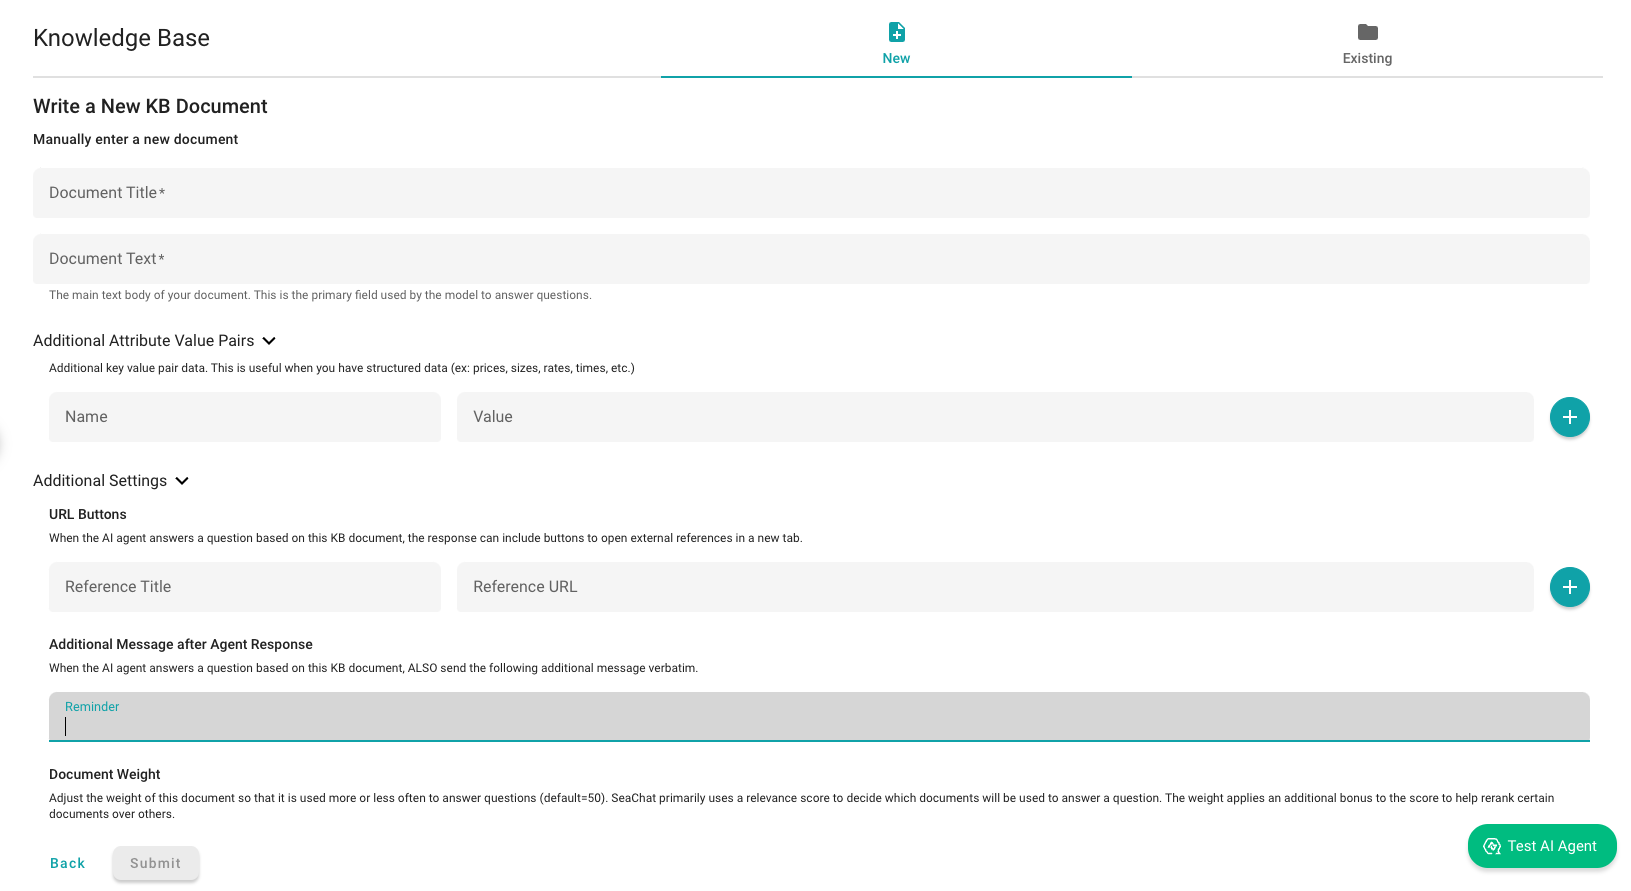 Knowledge Base
New
Existing
Write a New KB Document
Manually enter a new document
Document Title*
Document Text*
The main text body of your document. This is the primary field used by the model to answer questions.
Additional Attribute Value Pairs
Additional key value pair data. This is useful when you have structured data (ex: prices, sizes, rates, times, etc.)
Name
Value
Additional Settings
URL Buttons
When the AI agent answers a question based on this KB document, the response can include buttons to open external references in a new tab.
Reference Title
Reference URL
Additional Message after Agent Response
When the AI agent answers a question based on this KB document, ALSO send the following additional message verbatim.
Reminder
Document Weight
Adjust the weight of this document so that it is used more or less often to answer questions (default=50). SeaChat primarily uses a relevance score to decide which documents will be used to answer a question. The weight applies an additional bonus to the score to help rerank certain
documents over others.
Back
Submit
Test AI Agent